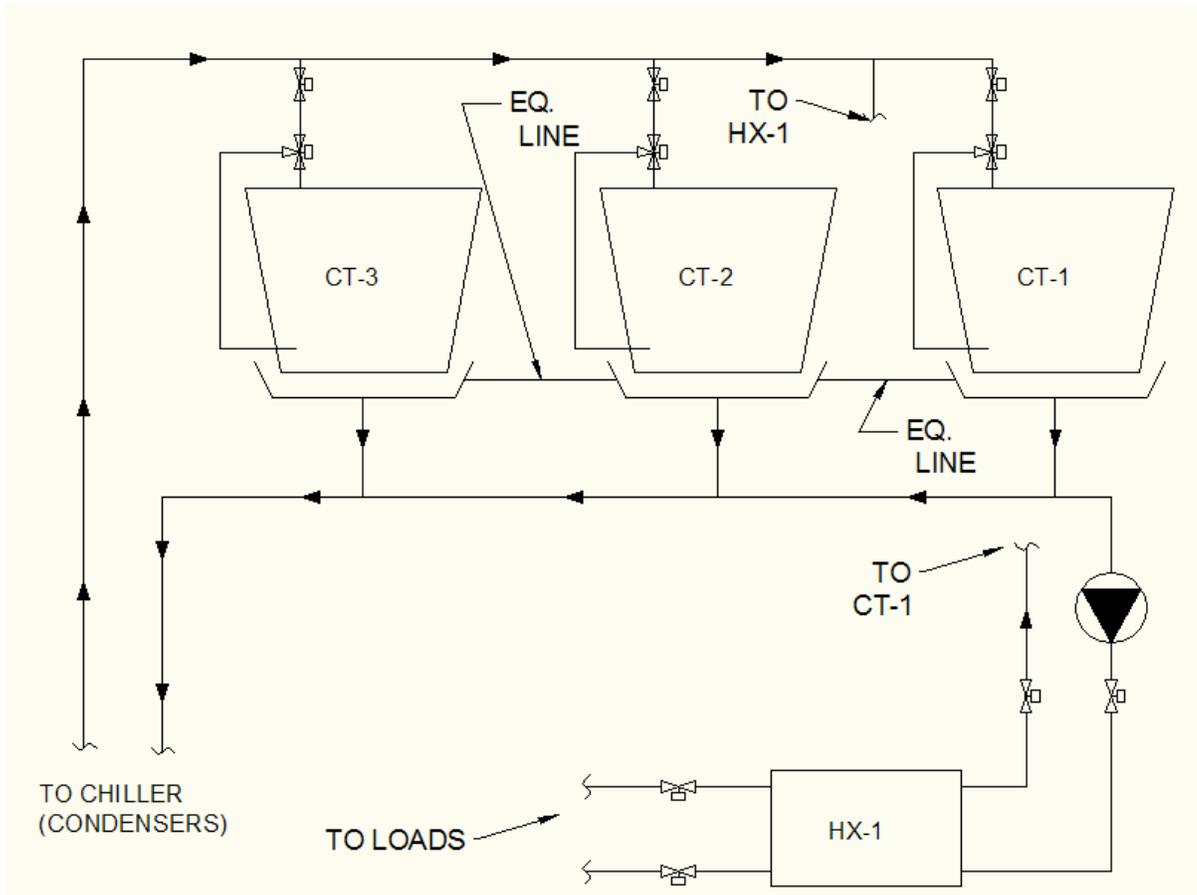 EQ.
LINE
TO
HX-1
CT-3
CT-2
CT-1
EQ.
LINE
TO
CT-1
TO CHILLER
(CONDENSERS)
TO LOADS
HX-1